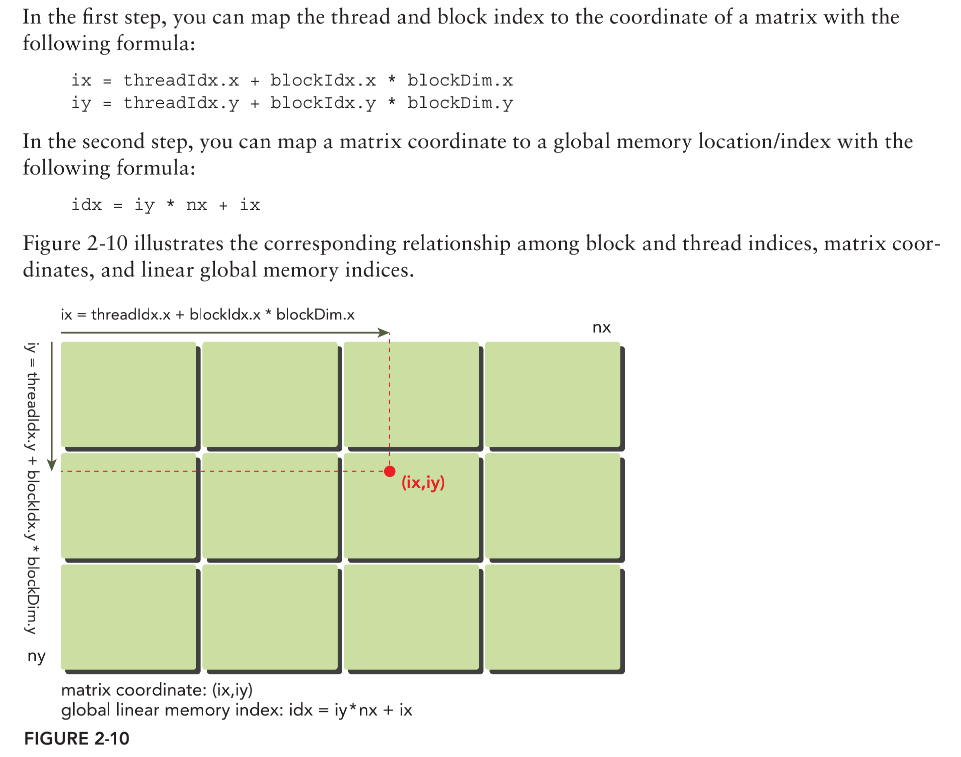 In the first step, you can map the thread and block index to the coordinate of a matrix with the
following formula:
ix = threadIdx.x + blockIdx.x * blockDim.x
iy = threadIdx.y + blockIdx.y * blockDim.y
In the second step, you can map a matrix coordinate to a global memory location/index with the
following formula:
idx = iy * nx + ix
Figure 2-10 illustrates the corresponding relationship among block and thread indices, matrix coor-
dinates, and linear global memory indices.
ix = threadIdx.x + blockIdx.x * blockDim.x
nx
iy = threadIdx.y + blockIdx.y * blockDim.y
(ix,iy)
ny
matrix coordinate: (ix,iy)
global linear memory index: idx = iy*nx + ix
FIGURE 2-10